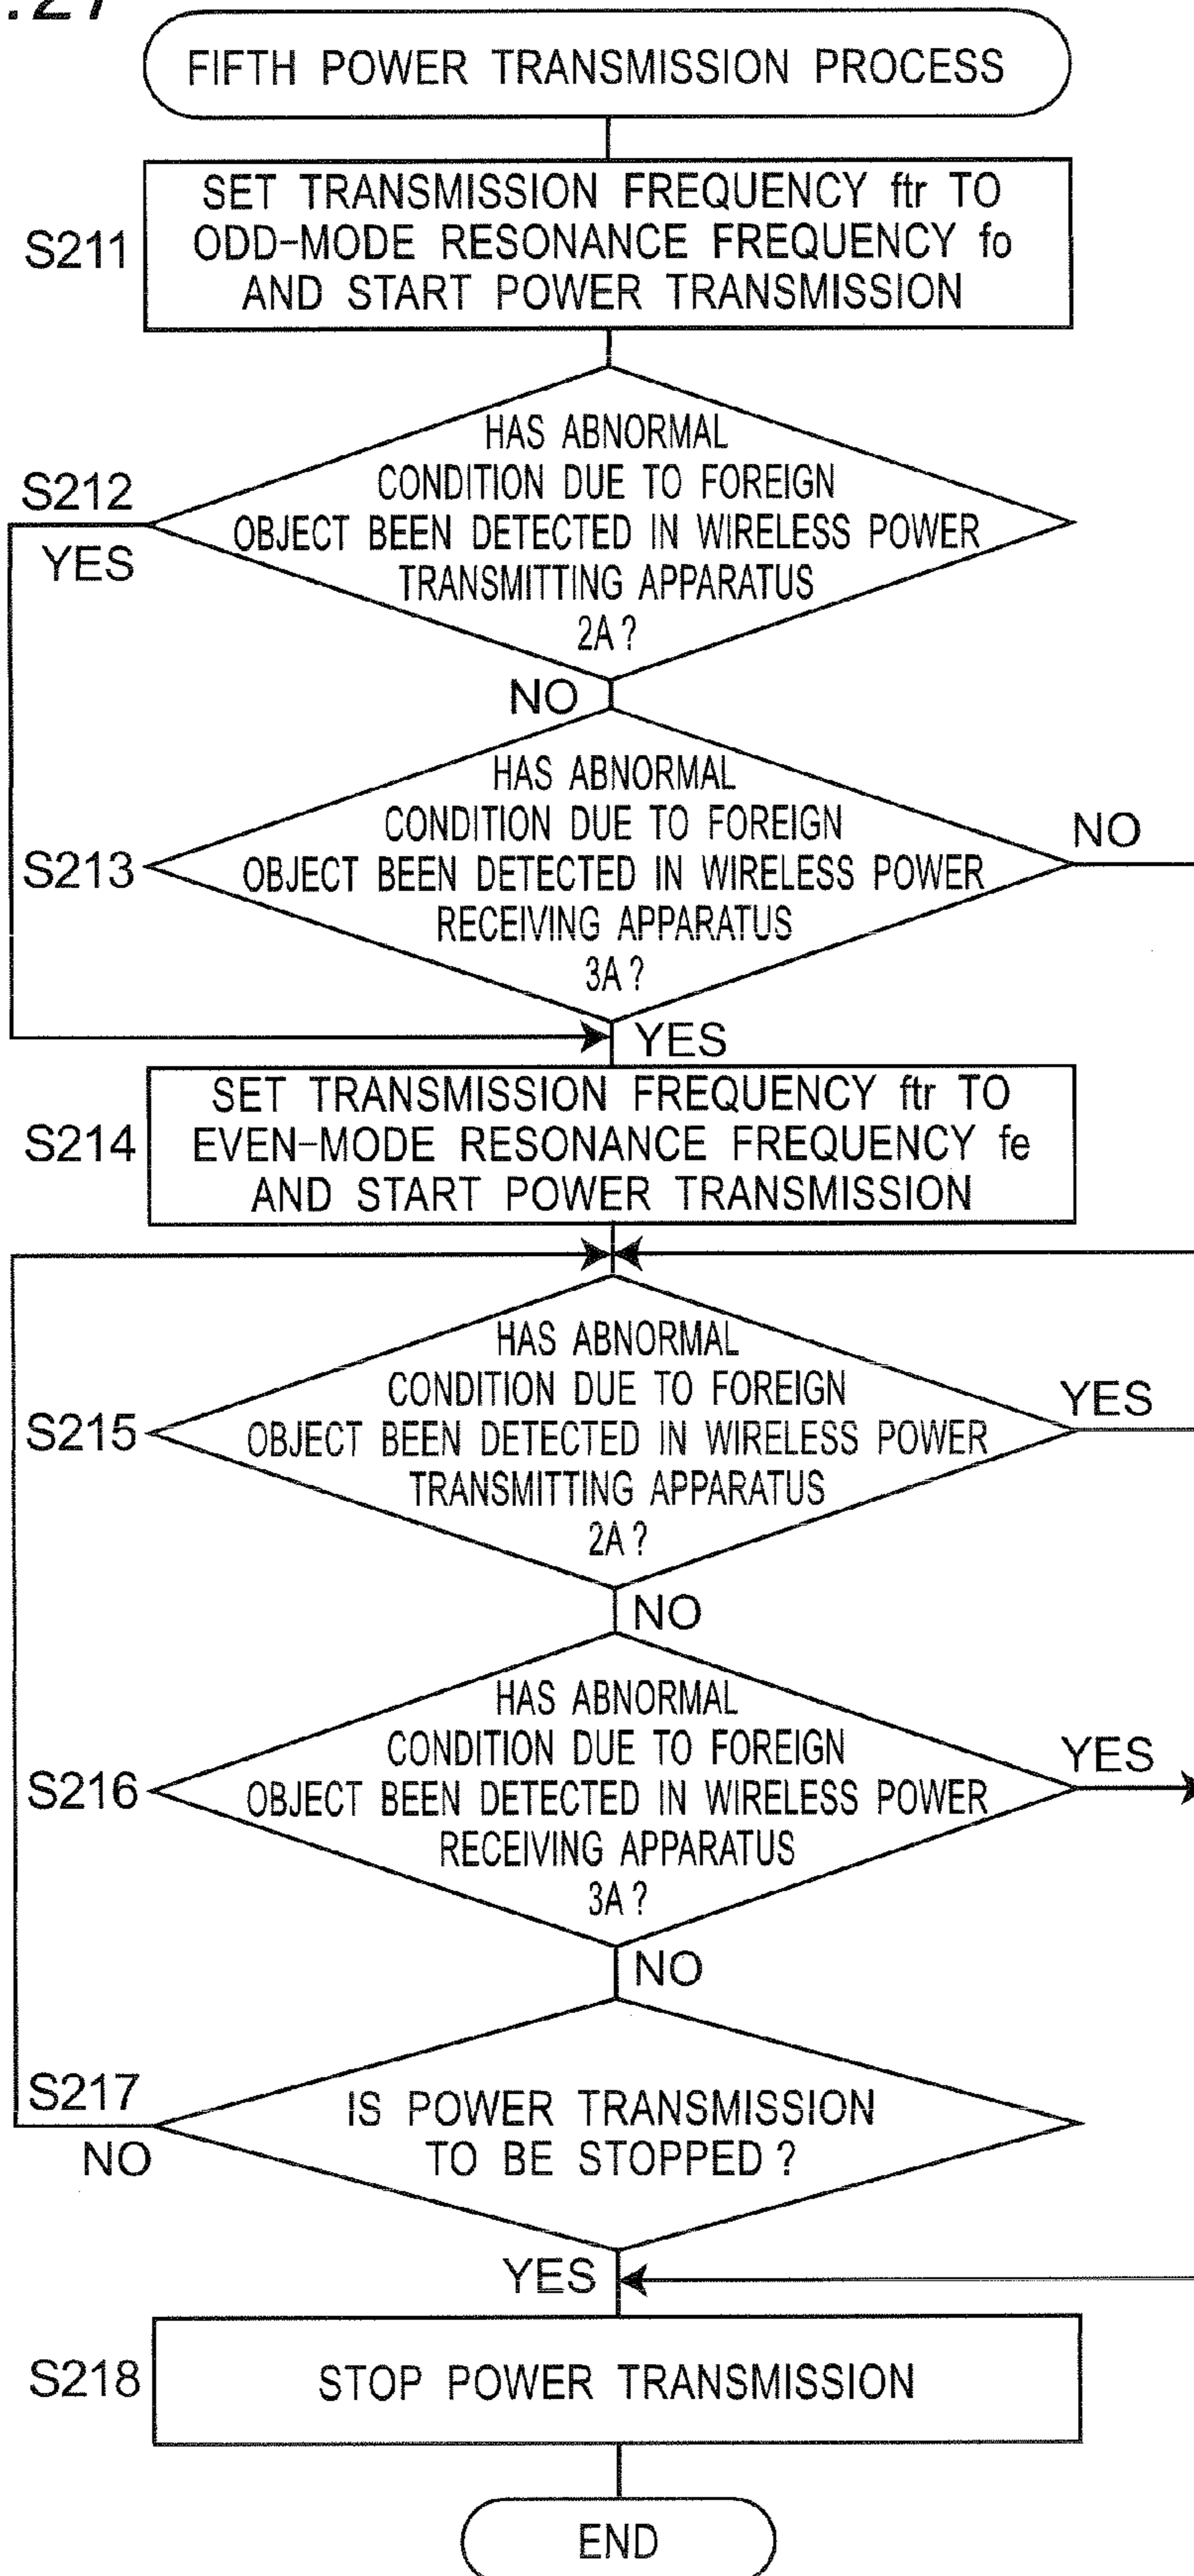 FIFTH POWER TRANSMISSION PROCESS
S211
SET TRANSMISSION FREQUENCY ftr TO
ODD-MODE RESONANCE FREQUENCY fo
AND START POWER TRANSMISSION
S212
HAS ABNORMAL
CONDITION DUE TO FOREIGN
OBJECT BEEN DETECTED IN WIRELESS POWER
TRANSMITTING APPARATUS
2A ?
YES
NO
S213
HAS ABNORMAL
CONDITION DUE TO FOREIGN
OBJECT BEEN DETECTED IN WIRELESS POWER
RECEIVING APPARATUS
3A ?
NO
YES
S214
SET TRANSMISSION FREQUENCY ftr TO
EVEN-MODE RESONANCE FREQUENCY fe
AND START POWER TRANSMISSION
S215
HAS ABNORMAL
CONDITION DUE TO FOREIGN
OBJECT BEEN DETECTED IN WIRELESS POWER
TRANSMITTING APPARATUS
2A ?
YES
NO
S216
HAS ABNORMAL
CONDITION DUE TO FOREIGN
OBJECT BEEN DETECTED IN WIRELESS POWER
RECEIVING APPARATUS
3A ?
YES
NO
S217
IS POWER TRANSMISSION
TO BE STOPPED ?
NO
YES
S218
STOP POWER TRANSMISSION
END